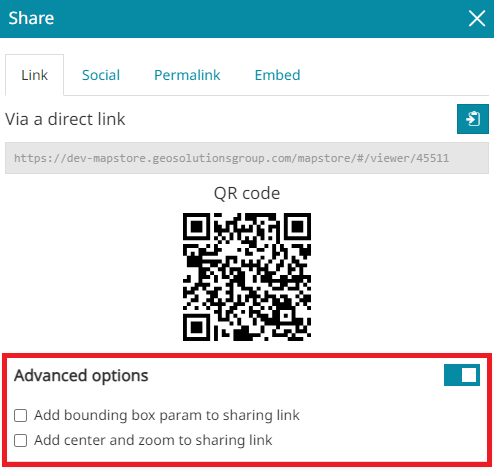 Share
Link Social Permalink Embed
Via a direct link
https://dev-mapstore.geosolutionsgroup.com/mapstore/#/viewer/45511
QR code
Advanced options
Add bounding box param to sharing link
Add center and zoom to sharing link